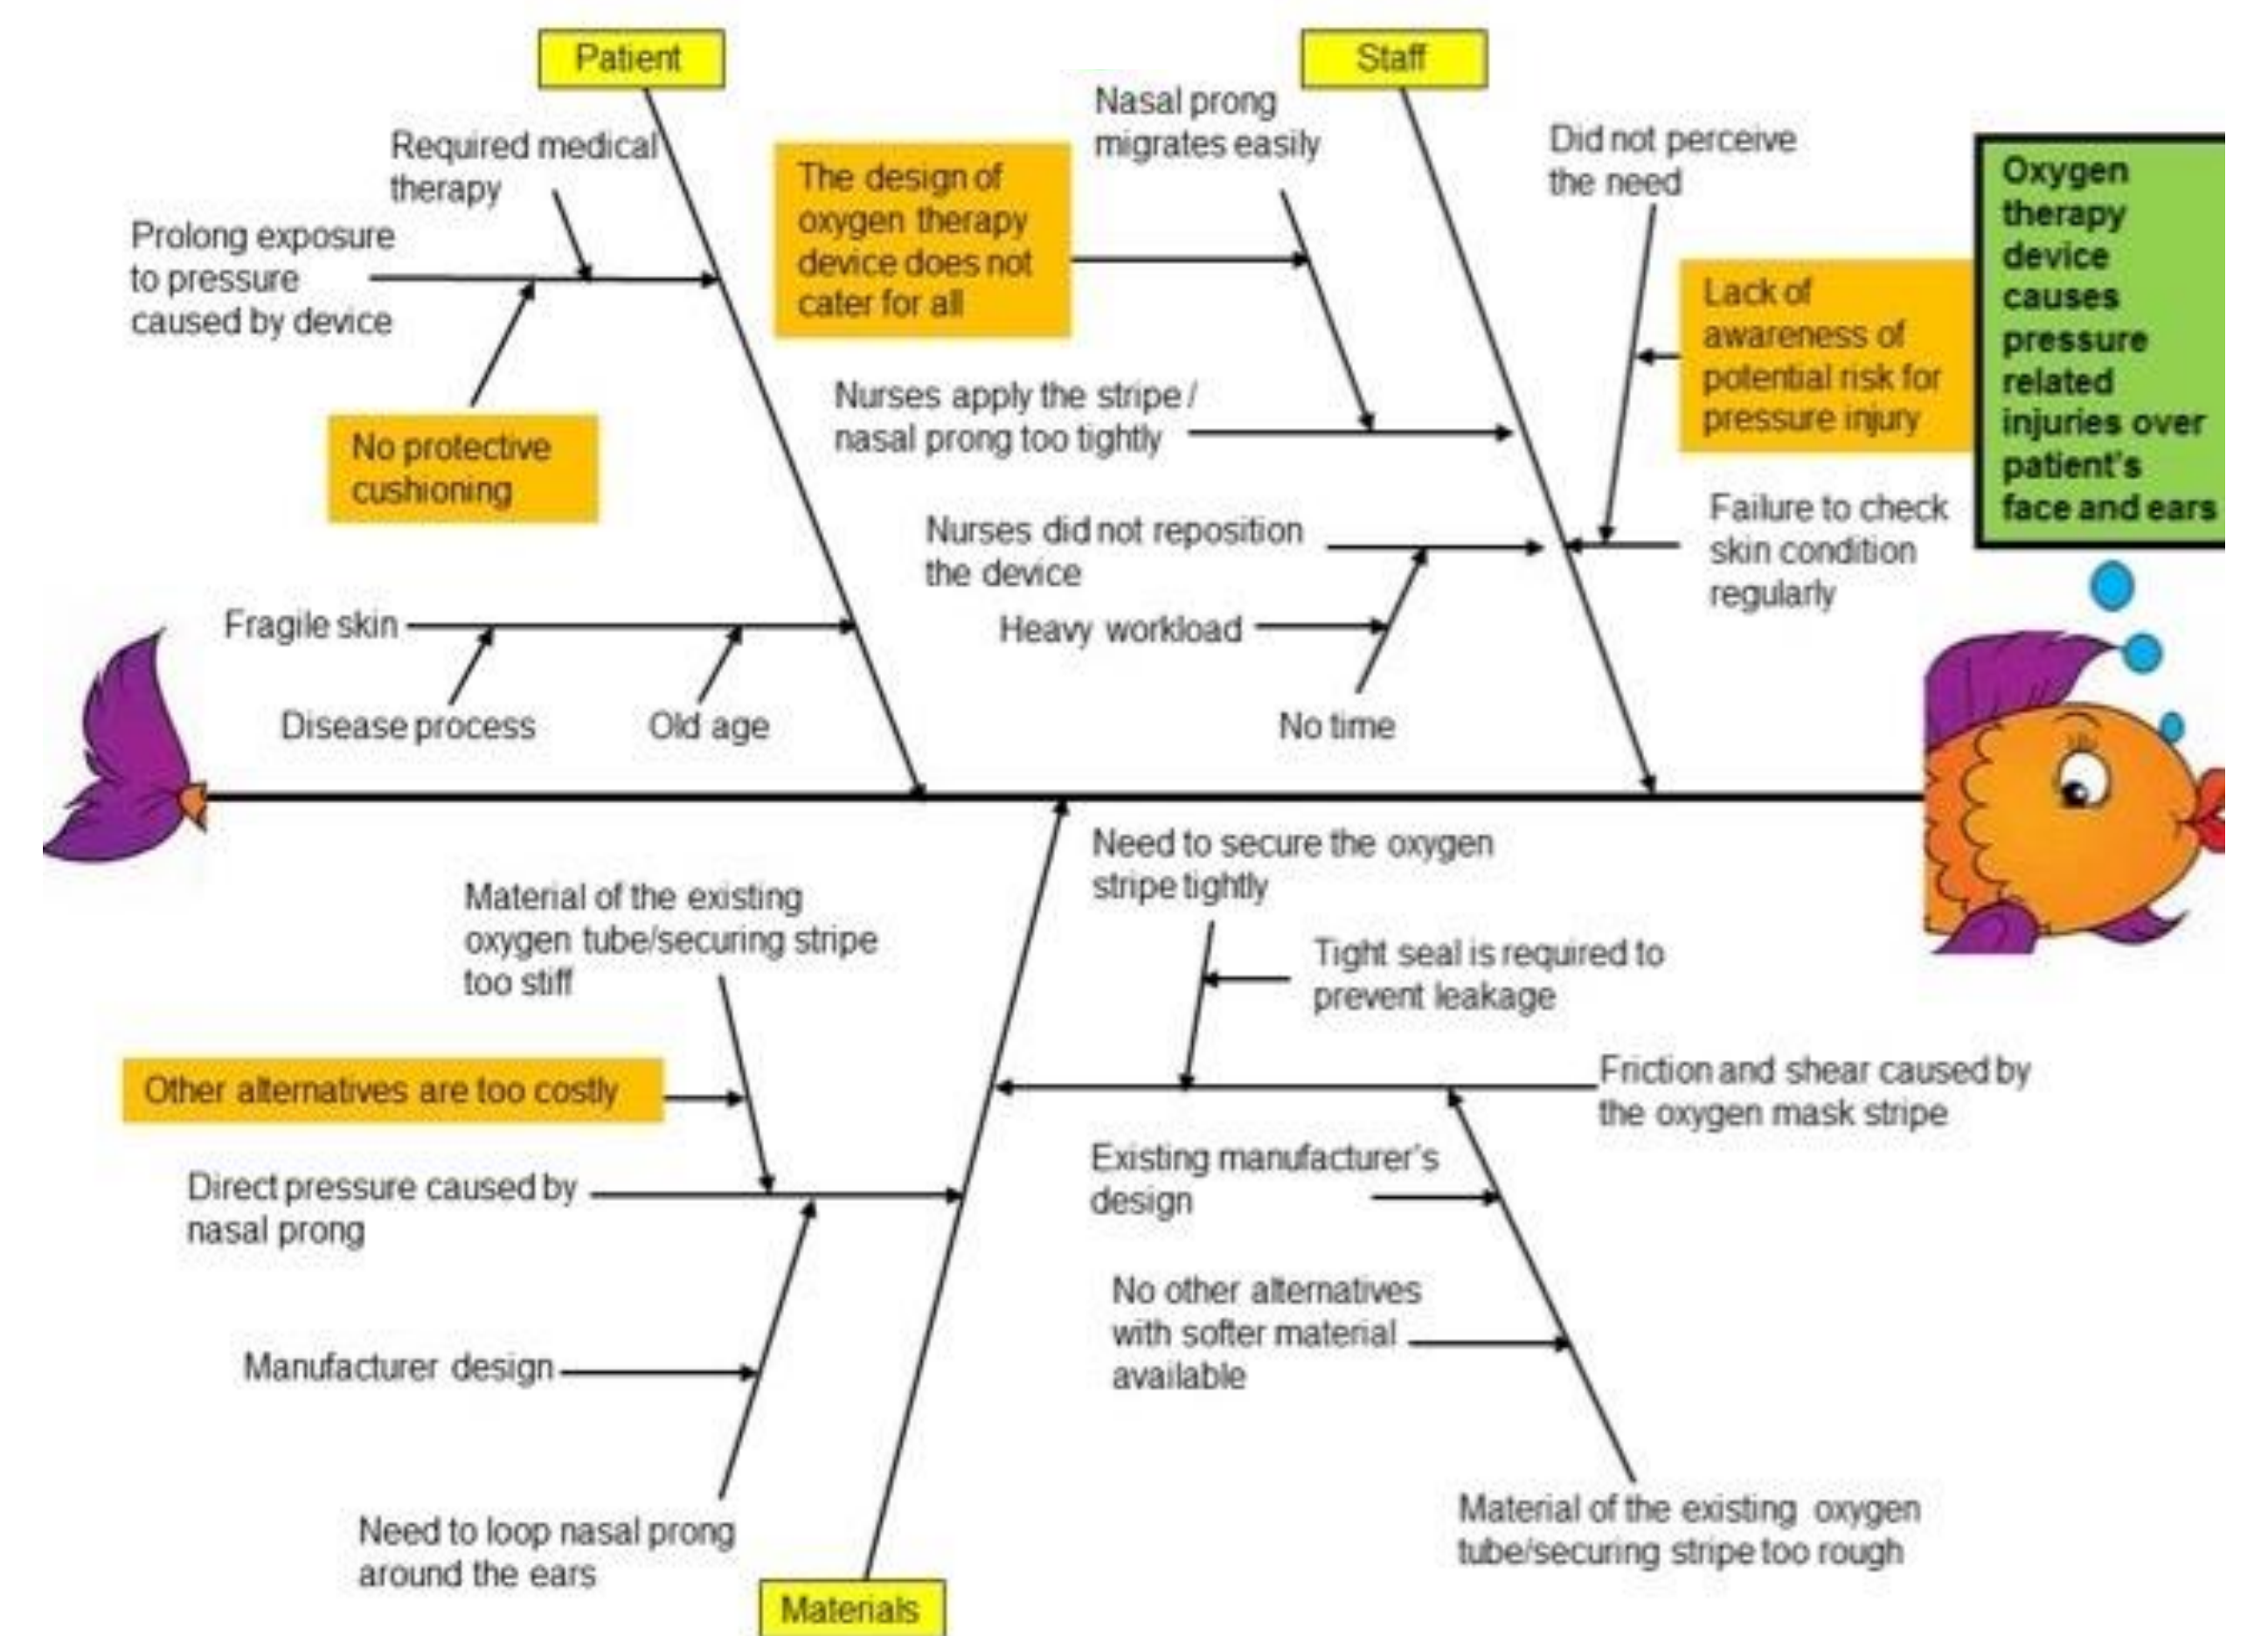 Patient
Staff
Required medical
therapy
Prolong exposure
to pressure
caused by device
No protective
cushioning
Fragile skin
Disease process
Old age
The design of
oxygen therapy
device does not
cater for all
Nasal prong
migrates easily
Nurses apply the stripe /
nasal prong too tightly
Nurses did not reposition
the device
Heavy workload
No time
Did not perceive
the need
Lack of
awareness of
potential risk for
pressure injury
Failure to check
skin condition
regularly
Oxygen
therapy
device
causes
pressure
related
injuries over
patient's
face and ears
Material of the existing
oxygen tube/securing stripe
too stiff
Other alternatives are too costly
Direct pressure caused by
nasal prong
Manufacturer design
Need to loop nasal prong
around the ears
Materials
Need to secure the oxygen
stripe tightly
Tight seal is required to
prevent leakage
Friction and shear caused by
the oxygen mask stripe
Existing manufacturer's
design
No other alternatives
with softer material
available
Material of the existing oxygen
tube/securing stripe too rough